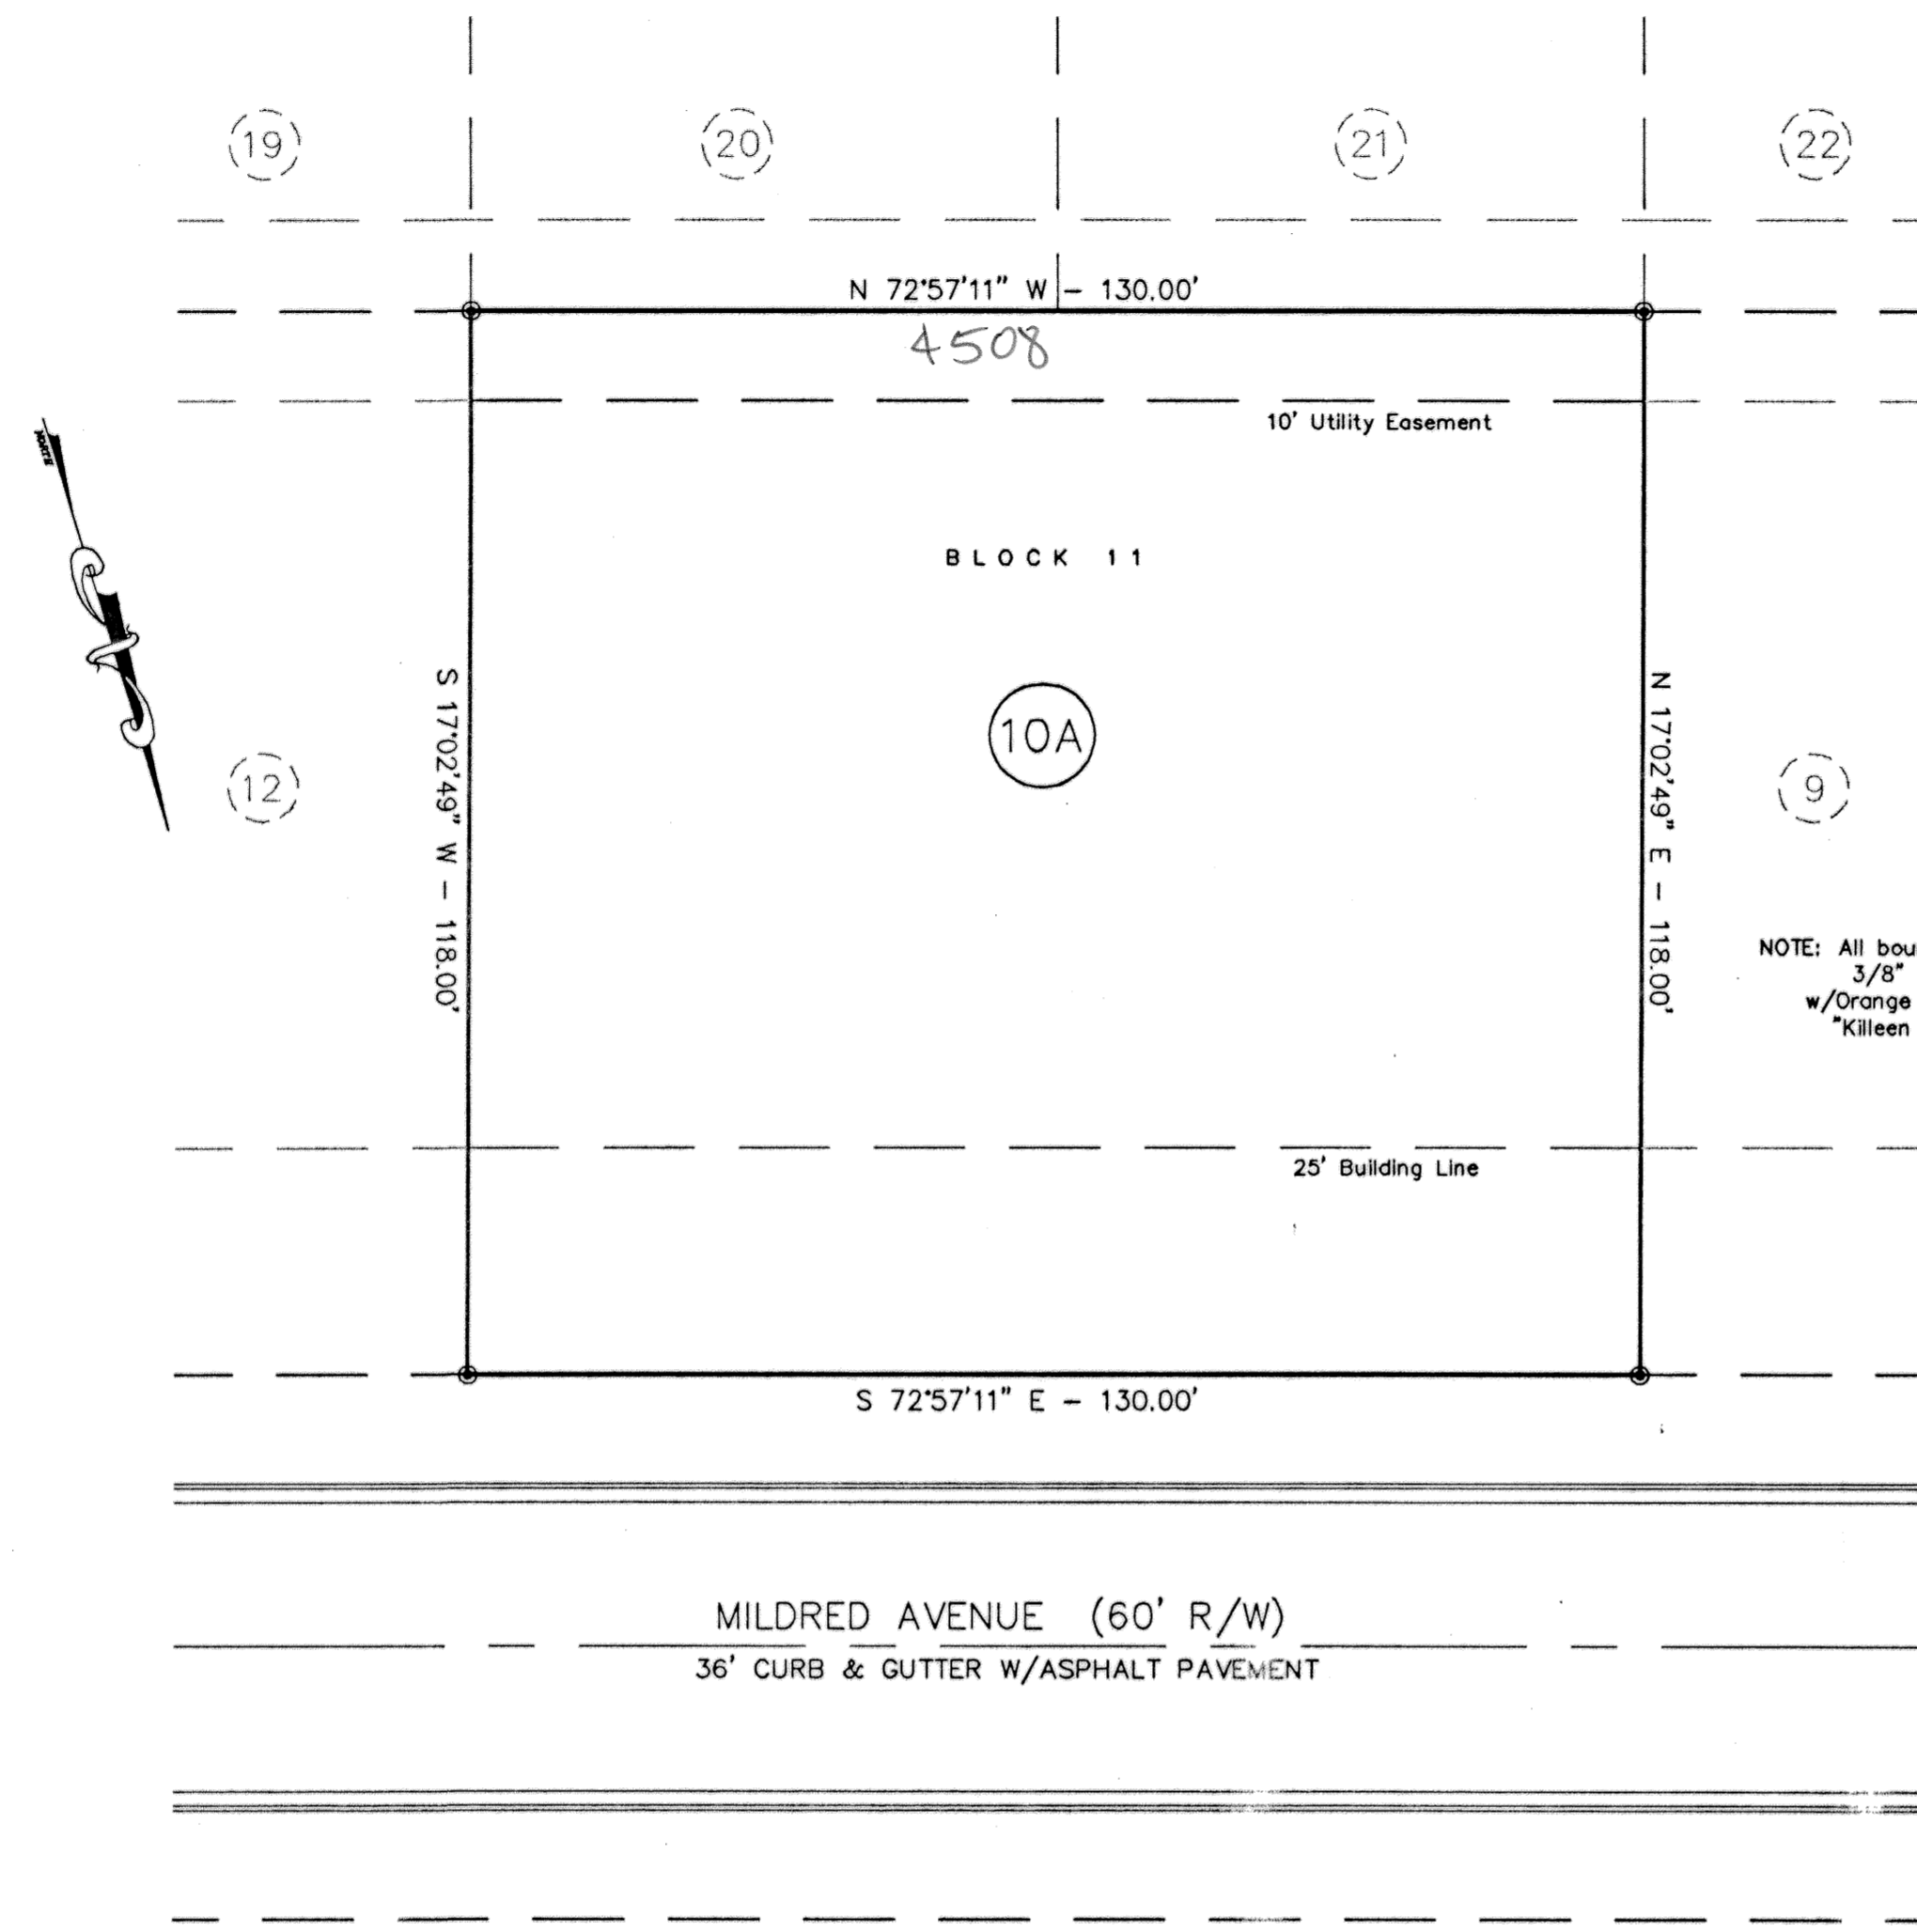 19
20
21
22
N 72°57'11" W – 130.00'
4508
10' Utility Easement
NORTH
BLOCK 11
S 17°02'49" W – 118.00'
10A
N 17°02'49" E – 118.00'
12
9
NOTE: All bou
3/8"
w/Orange
"Killeen
25' Building Line
S 72°57'11" E – 130.00'
MILDRED AVENUE (60' R/W)
36' CURB & GUTTER W/ASPHALT PAVEMENT